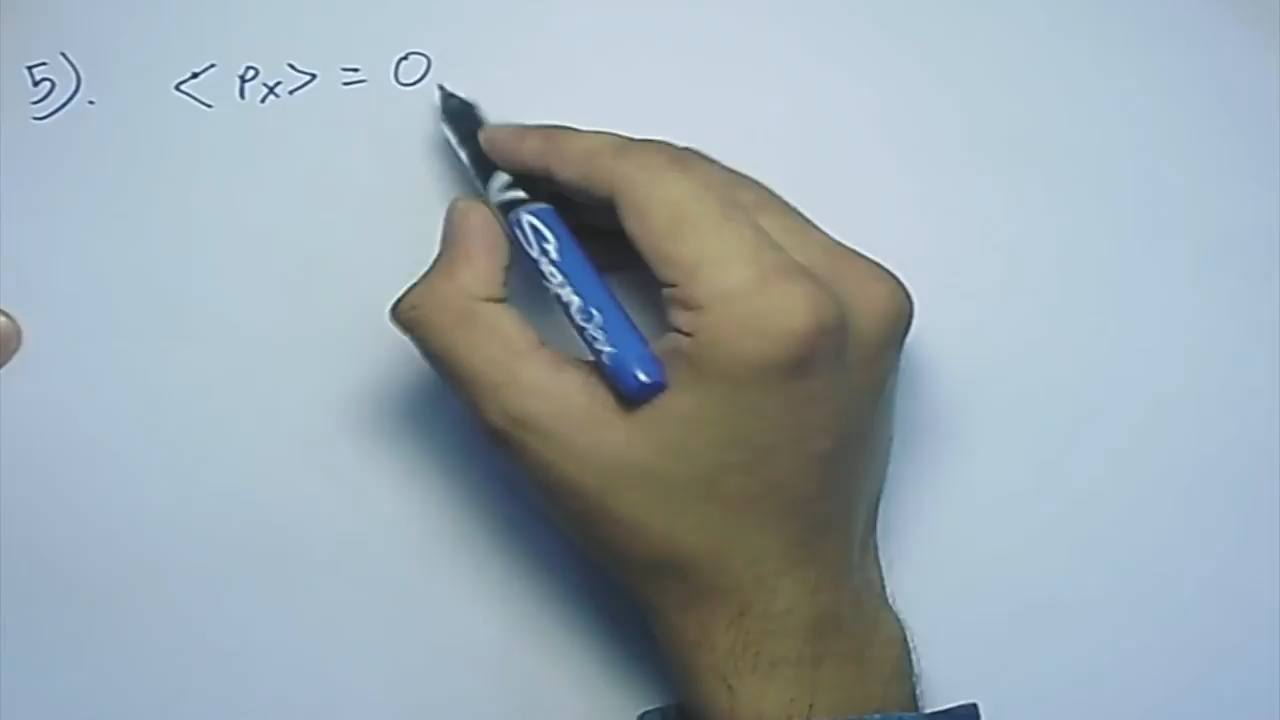 5). <px> = 0